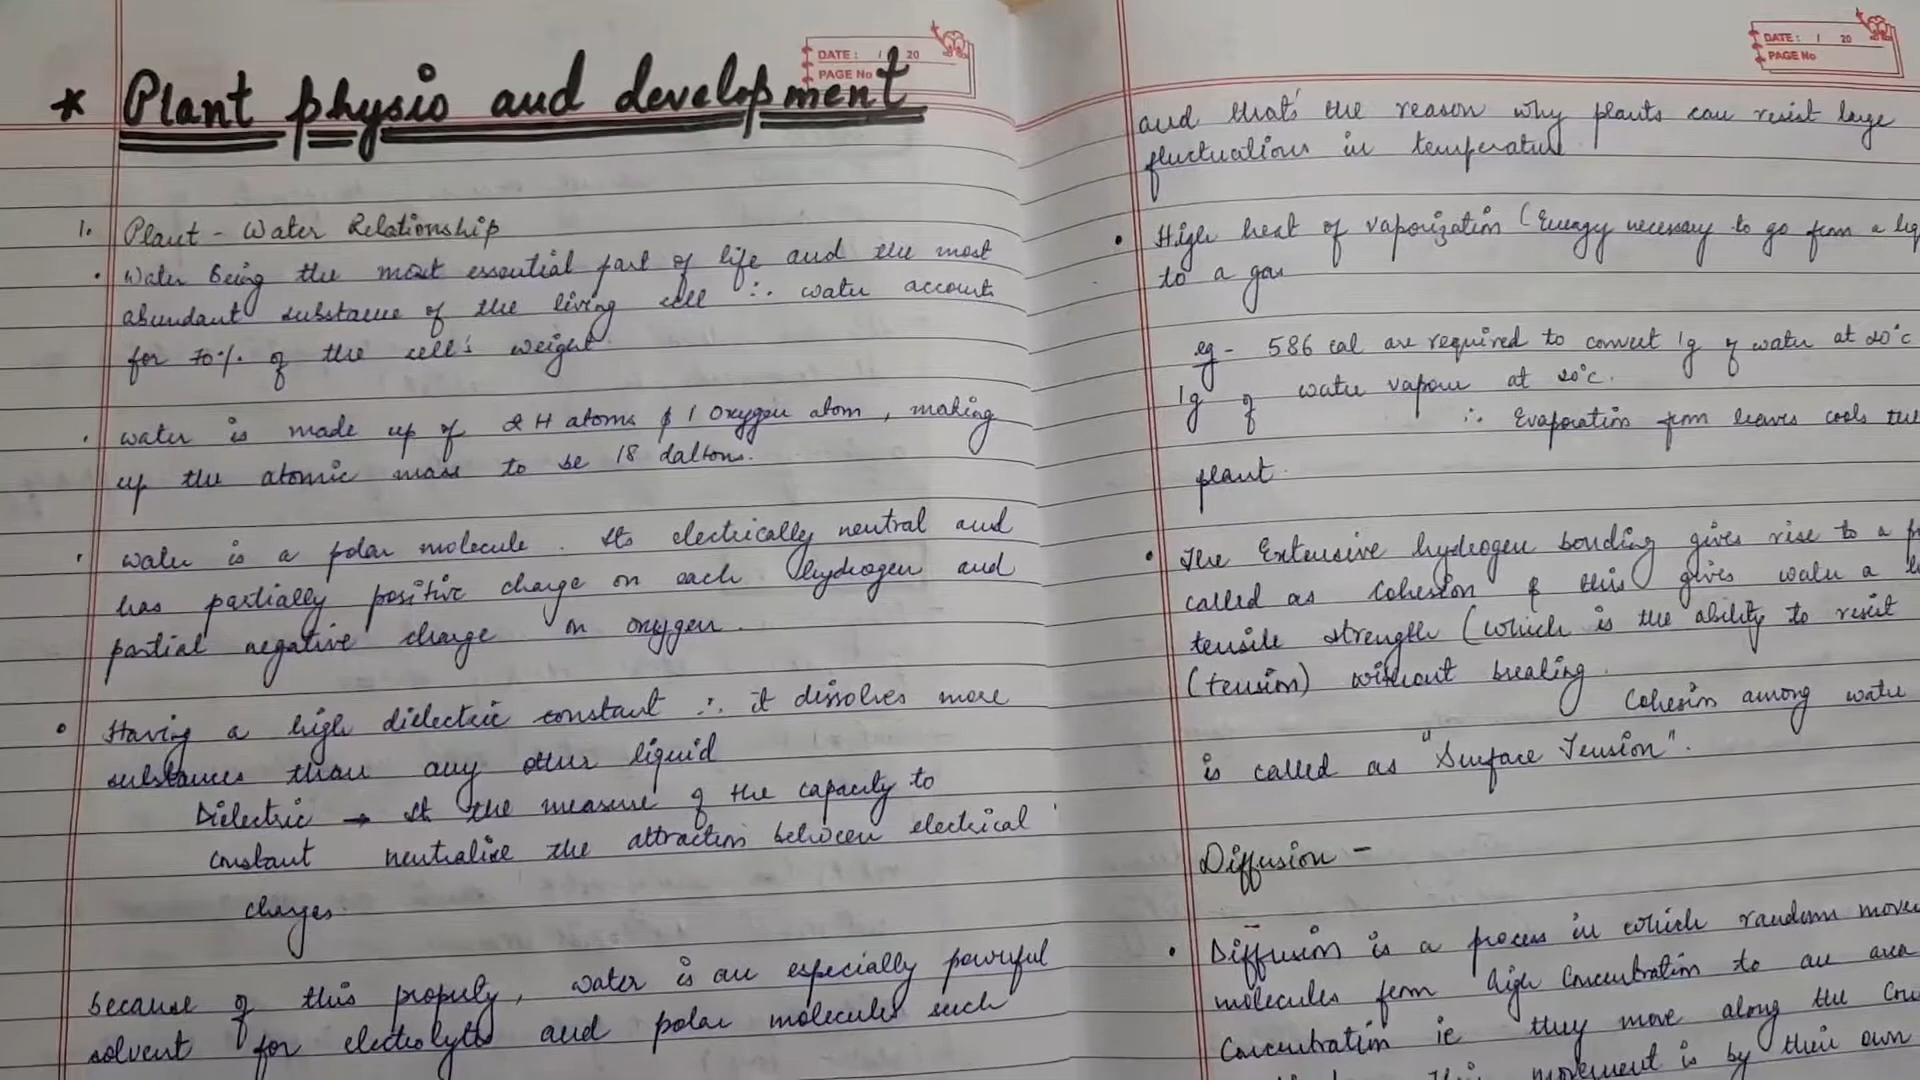 DATE: / 20
PAGE No
* Plant physio and development
1. Plant - Water Relationship
• Water Being the most essential part of life and the most
abundant substance of the living cell ∴ water accounts
for 70% of the cell's weight
• water is made up of 2 H atoms & 1 Oxygen atom, making
up the atomic mass to be 18 daltons.
• water is a polar molecule. Its electrically neutral and
has partially positive charge on each hydrogen and
partial negative charge on oxygen.
• Having a high dielectric constant ∴ it dissolves more
substances than any other liquid
Dielectric → It the measure of the capacity to
constant neutralise the attraction between electrical
charges.
because of this property, water is an especially powerful
solvent for electrolytes and polar molecules such
DATE: / 20
PAGE No
and that's the reason why plants can resist large
fluctuations in temperature
• High heat of vaporization (Energy necessary to go from a liq
to a gas
eg - 586 cal are required to convert 1g of water at 20°c
1g of water vapour at 20°c.
∴ Evaporation from leaves cools the
plant.
• The Extensive hydrogen bonding gives rise to a
called as Cohesion & this gives water a
tensile strength (which is the ability to resist
(tension) without breaking.
Cohesion among water
is called as "Surface Tension".
Diffusion -
• Diffusion is a process in which random move
molecules from high Concentration to an area
Concentration ie they move along the
This movement is by their own